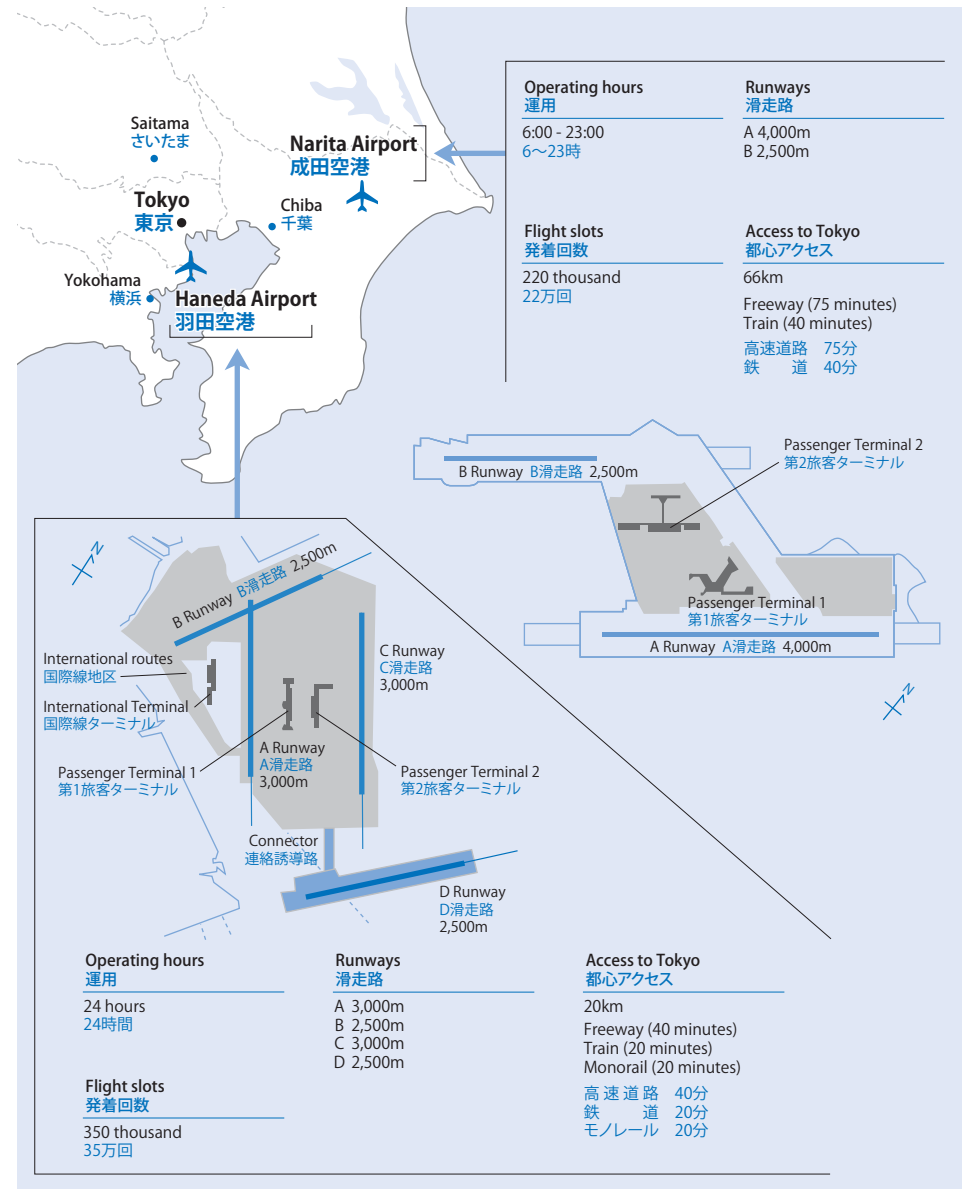 Saitama
さいたま
Narita Airport
成田空港
Tokyo
東京
Chiba
千葉
Yokohama
横浜
Haneda Airport
羽田空港
Operating hours
運用
6:00 - 23:00
6〜23時
Runways
滑走路
A 4,000m
B 2,500m
Flight slots
発着回数
220 thousand
22万回
Access to Tokyo
都心アクセス
66km
Freeway (75 minutes)
Train (40 minutes)
高速道路 75分
鉄 道 40分
B Runway B滑走路 2,500m
Passenger Terminal 2
第2旅客ターミナル
Passenger Terminal 1
第1旅客ターミナル
A Runway A滑走路 4,000m
N
N
B Runway B滑走路 2,500m
International routes
国際線地区
International Terminal
国際線ターミナル
C Runway
C滑走路
3,000m
A Runway
A滑走路
3,000m
Passenger Terminal 1
第1旅客ターミナル
Passenger Terminal 2
第2旅客ターミナル
Connector
連絡誘導路
D Runway
D滑走路
2,500m
Operating hours
運用
24 hours
24時間
Flight slots
発着回数
350 thousand
35万回
Runways
滑走路
A 3,000m
B 2,500m
C 3,000m
D 2,500m
Access to Tokyo
都心アクセス
20km
Freeway (40 minutes)
Train (20 minutes)
Monorail (20 minutes)
高速道路 40分
鉄 道 20分
モノレール 20分